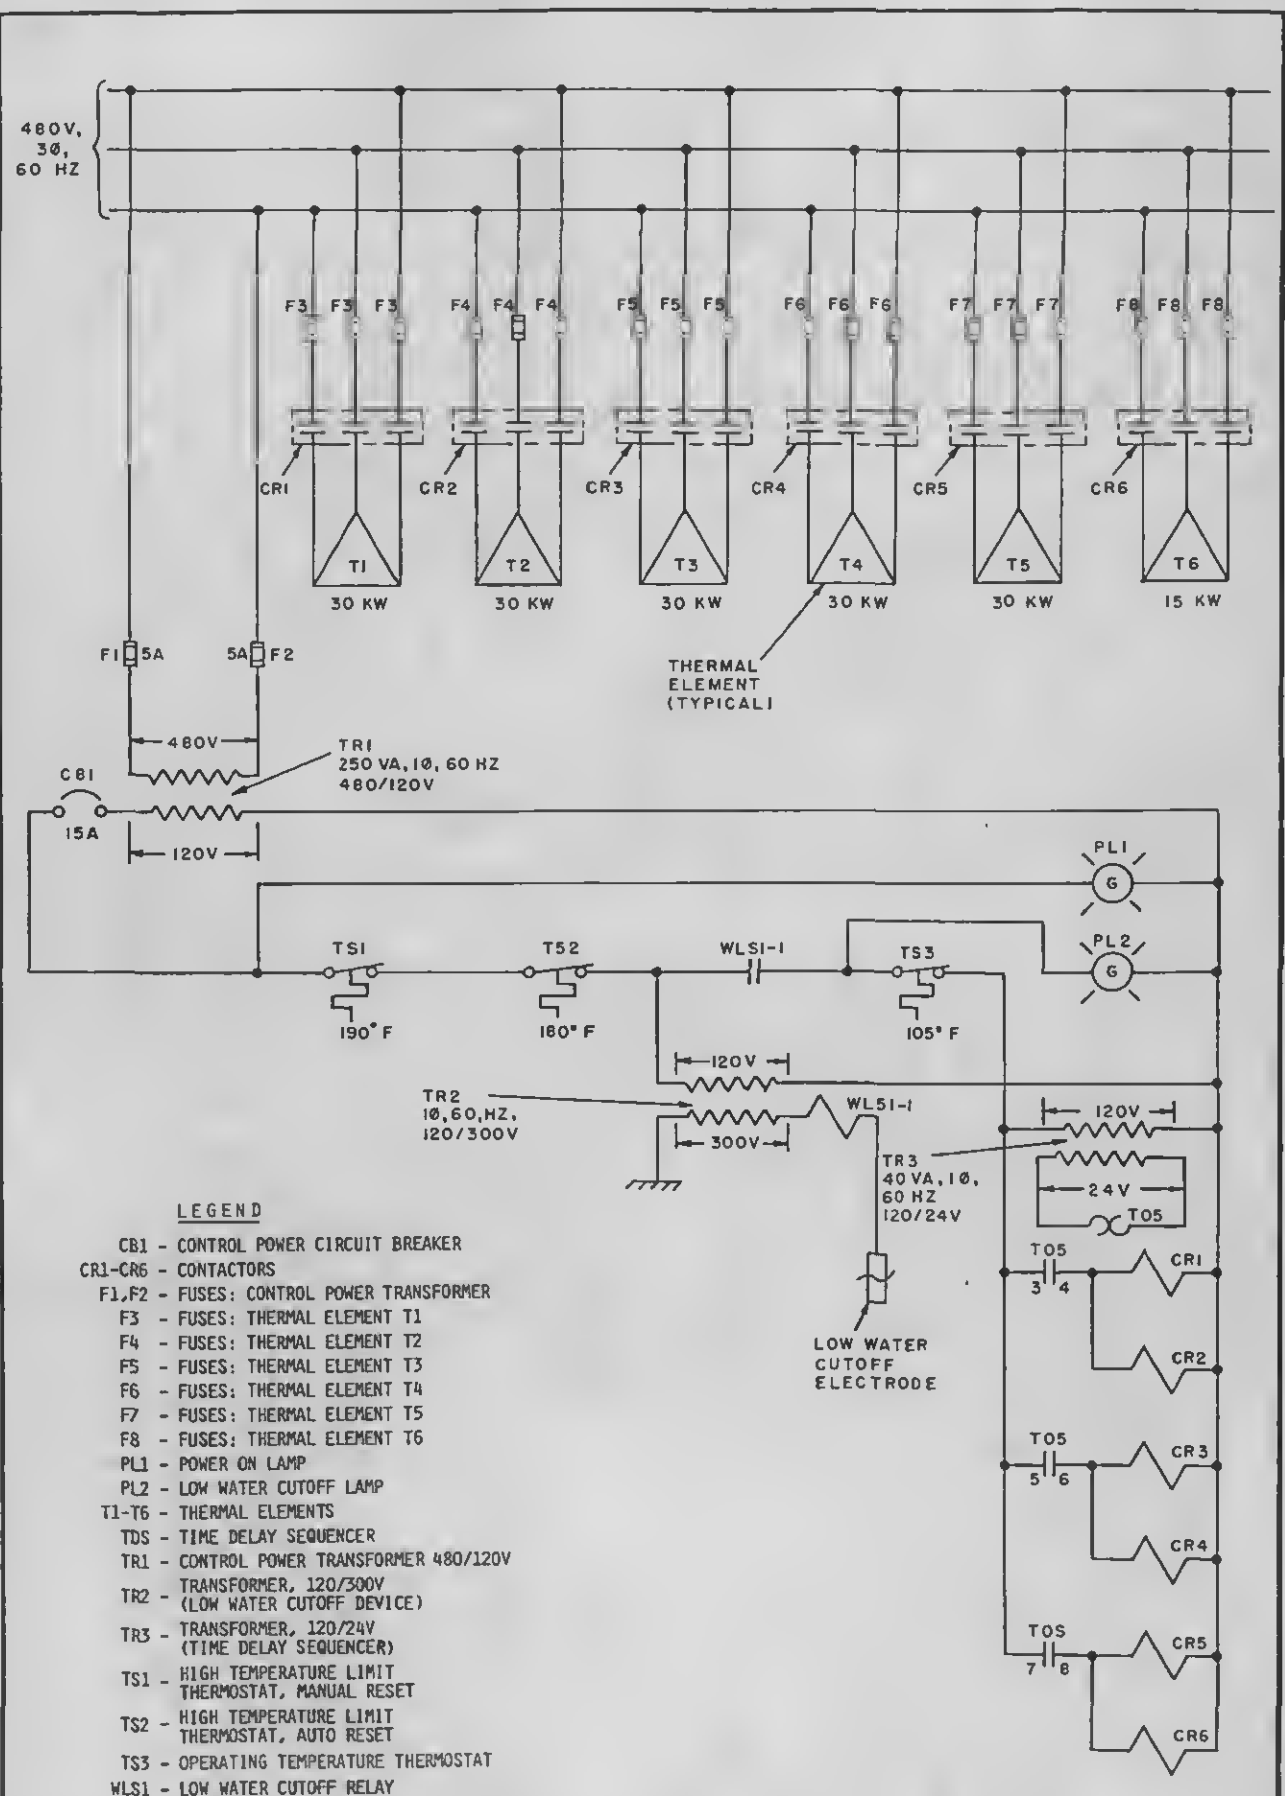 480V,
3Ø,
60 HZ
F3 F3 F3 F4 F4 F4 F5 F5 F5 F6 F6 F6 F7 F7 F7 F8 F8 F8
CR1 CR2 CR3 CR4 CR5 CR6
T1 T2 T3 T4 T5 T6
30 KW 30 KW 30 KW 30 KW 30 KW 15 KW
F1 5A 5A F2
THERMAL
ELEMENT
(TYPICAL)
480V
TR1
250 VA, 1Ø, 60 HZ
480/120V
CB1
15A
120V
PL1
G
TS1 TS2 WLS1-1 TS3 PL2
G
190° F 180° F 105° F
120V
TR2
1Ø, 60, HZ,
120/300V
WLS1-1
300V
120V
TR3
40 VA, 1Ø,
60 HZ
120/24V
24V
TDS
TDS
3 4
CR1
LOW WATER
CUTOFF
ELECTRODE
CR2
TDS
5 6
CR3
CR4
TDS
7 8
CR5
CR6
LEGEND
CB1 - CONTROL POWER CIRCUIT BREAKER
CR1-CR6 - CONTACTORS
F1,F2 - FUSES: CONTROL POWER TRANSFORMER
F3 - FUSES: THERMAL ELEMENT T1
F4 - FUSES: THERMAL ELEMENT T2
F5 - FUSES: THERMAL ELEMENT T3
F6 - FUSES: THERMAL ELEMENT T4
F7 - FUSES: THERMAL ELEMENT T5
F8 - FUSES: THERMAL ELEMENT T6
PL1 - POWER ON LAMP
PL2 - LOW WATER CUTOFF LAMP
T1-T6 - THERMAL ELEMENTS
TDS - TIME DELAY SEQUENCER
TR1 - CONTROL POWER TRANSFORMER 480/120V
TR2 - TRANSFORMER, 120/300V
(LOW WATER CUTOFF DEVICE)
TR3 - TRANSFORMER, 120/24V
(TIME DELAY SEQUENCER)
TS1 - HIGH TEMPERATURE LIMIT
THERMOSTAT, MANUAL RESET
TS2 - HIGH TEMPERATURE LIMIT
THERMOSTAT, AUTO RESET
TS3 - OPERATING TEMPERATURE THERMOSTAT
WLS1 - LOW WATER CUTOFF RELAY